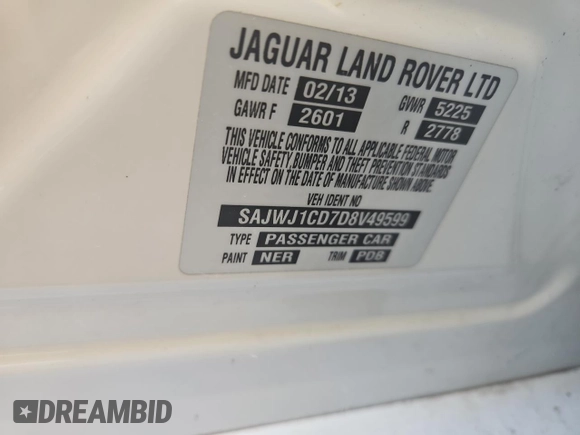 JAGUAR LAND ROVER LTD
MFD DATE 02/13 GVWR 5225
GAWR F 2601 R 2778
THIS VEHICLE CONFORMS TO ALL APPLICABLE FEDERAL MOTOR
VEHICLE SAFETY BUMPER AND THEFT PREVENTION STANDARDS
IN EFFECT ON THE DATE OF MANUFACTURE SHOWN ABOVE.
VEH IDENT NO
SAJWJ1CD7D8V49599
TYPE PASSENGER CAR
PAINT NER TRIM PDB
DREAMBID